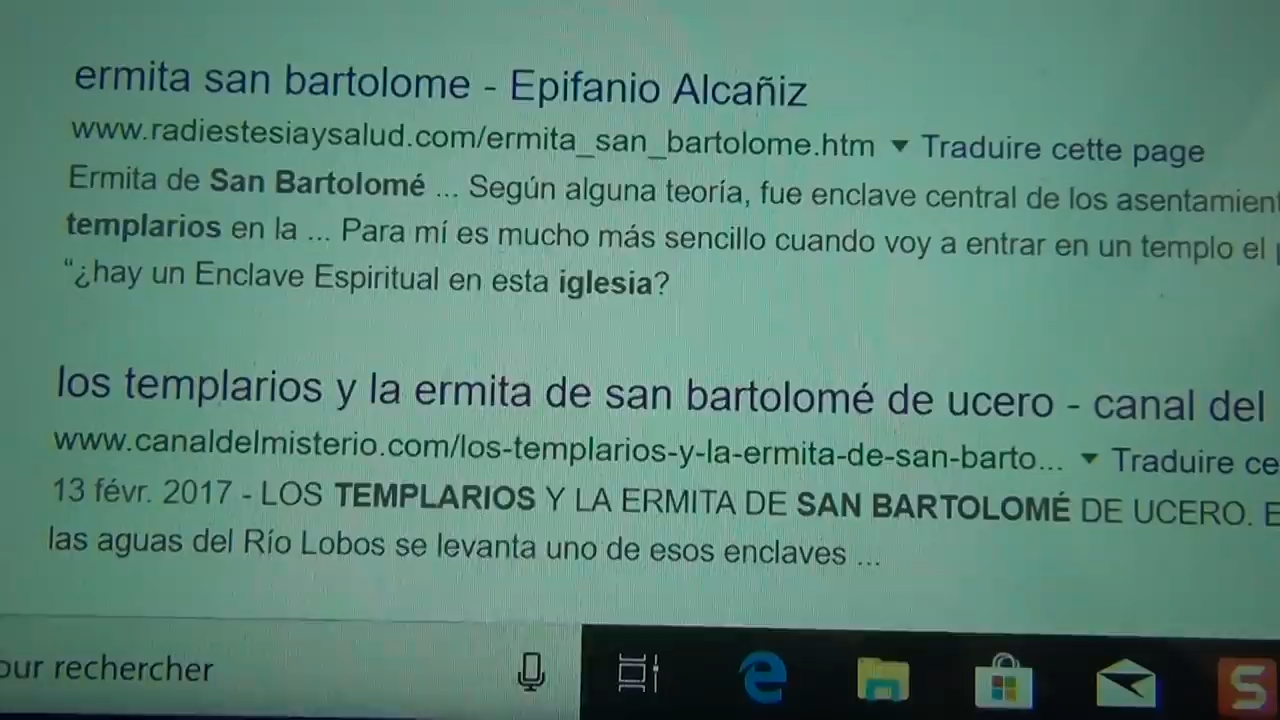 ermita san bartolome - Epifanio Alcañiz
www.radiestesiaysalud.com/ermita_san_bartolome.htm ▼ Traduire cette page
Ermita de San Bartolomé ... Según alguna teoría, fue enclave central de los asentamient
templarios en la ... Para mí es mucho más sencillo cuando voy a entrar en un templo el
“¿hay un Enclave Espiritual en esta iglesia?
los templarios y la ermita de san bartolomé de ucero - canal del
www.canaldelmisterio.com/los-templarios-y-la-ermita-de-san-barto... ▼ Traduire ce
13 févr. 2017 - LOS TEMPLARIOS Y LA ERMITA DE SAN BARTOLOMÉ DE UCERO. E
las aguas del Río Lobos se levanta uno de esos enclaves ...
our rechercher
S